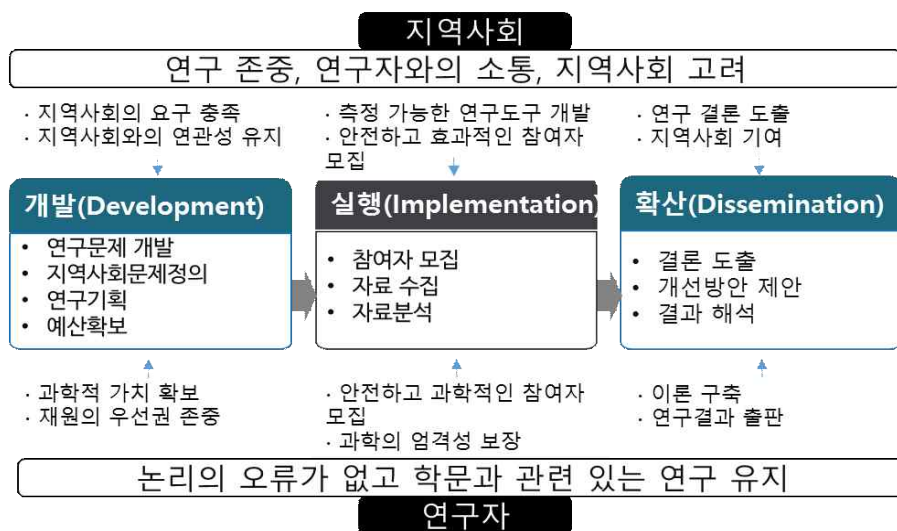 지역사회
연구 존중, 연구자와의 소통, 지역사회 고려
· 지역사회의 요구 충족
· 지역사회와의 연관성 유지
· 측정 가능한 연구도구 개발
· 안전하고 효과적인 참여자
모집
· 연구 결론 도출
· 지역사회 기여
개발(Development)
• 연구문제 개발
• 지역사회문제정의
• 연구기획
• 예산확보
실행(Implementation)
• 참여자 모집
• 자료 수집
• 자료분석
확산(Dissemination)
• 결론 도출
• 개선방안 제안
• 결과 해석
· 과학적 가치 확보
· 재원의 우선권 존중
· 안전하고 과학적인 참여자
모집
· 과학의 엄격성 보장
· 이론 구축
· 연구결과 출판
논리의 오류가 없고 학문과 관련 있는 연구 유지
연구자